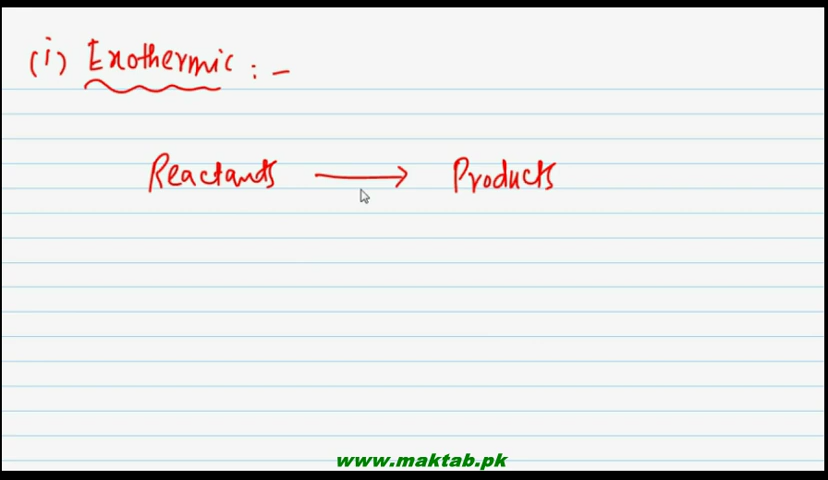 (i) Exothermic : -
Reactants → Products
www.maktab.pk